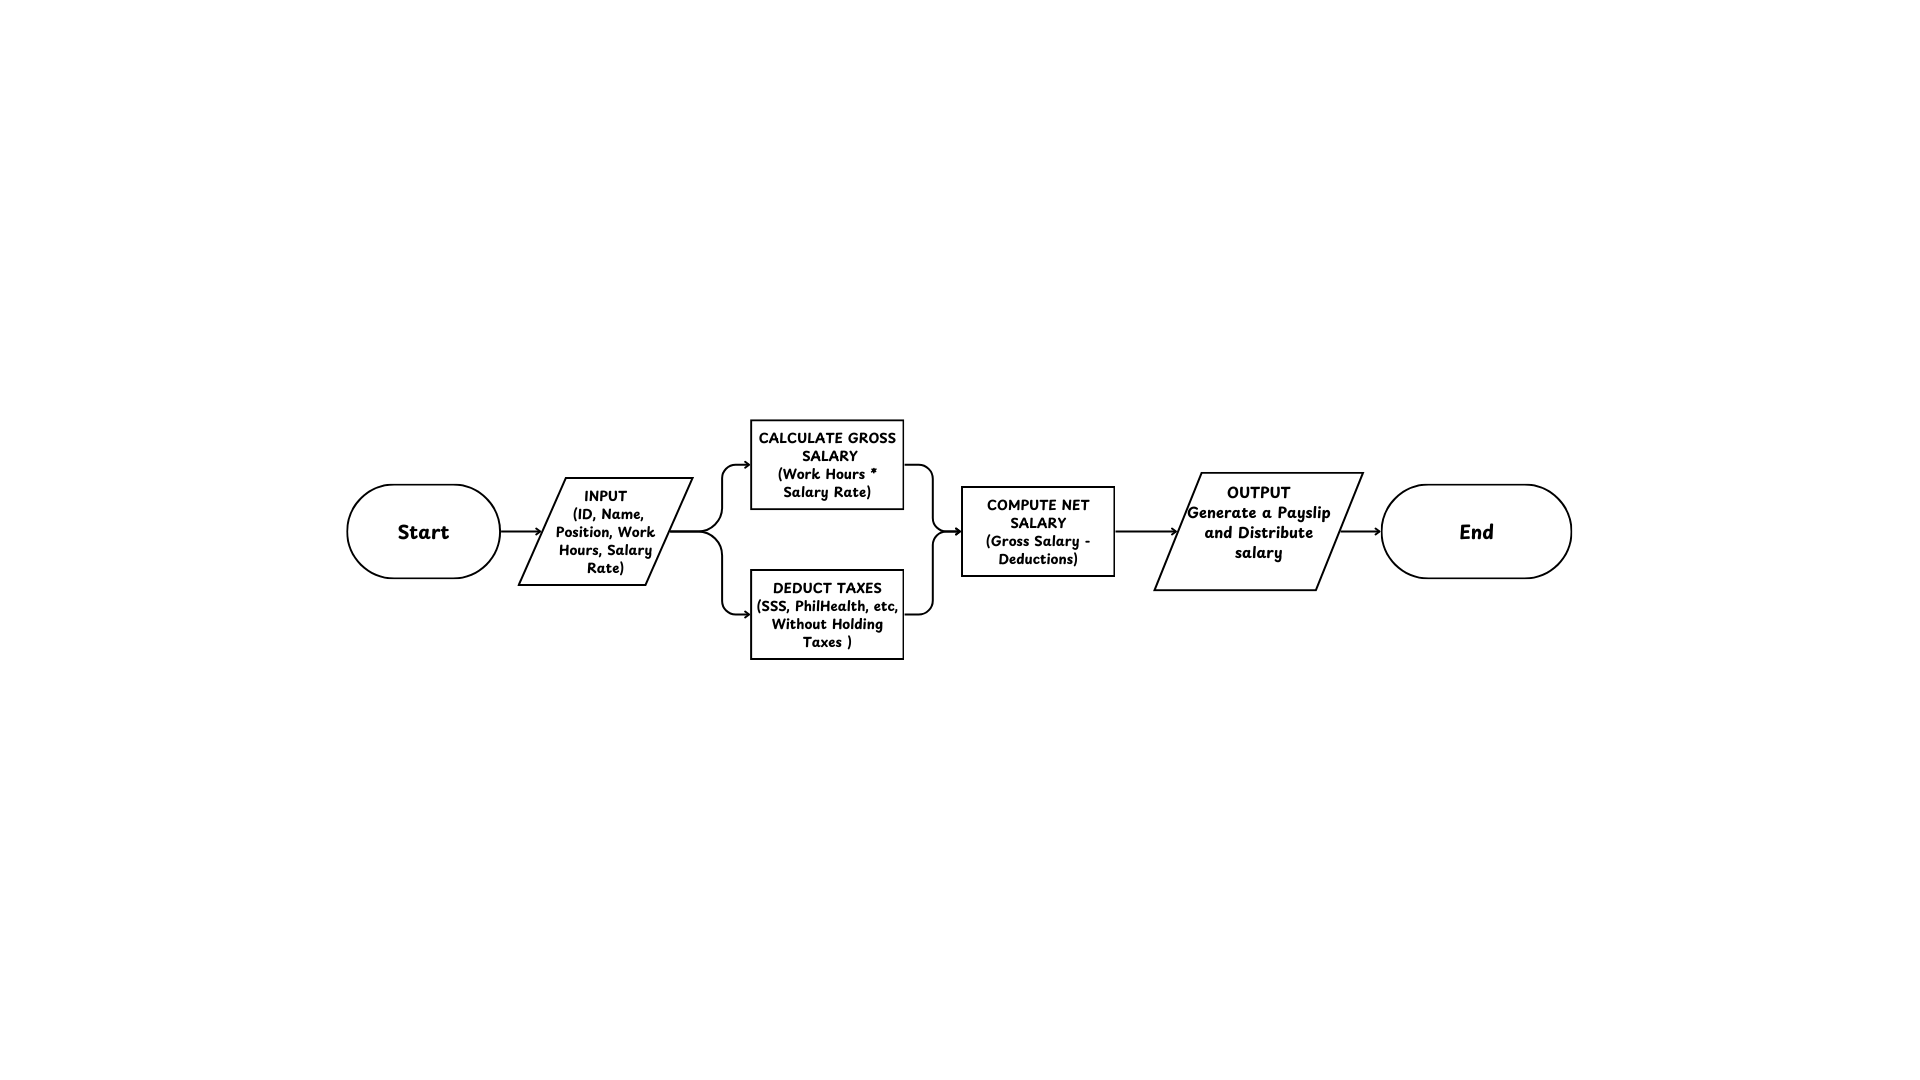 Start
INPUT
(ID, Name,
Position, Work
Hours, Salary
Rate)
CALCULATE GROSS
SALARY
(Work Hours *
Salary Rate)
DEDUCT TAXES
(SSS, PhilHealth, etc,
Without Holding
Taxes )
COMPUTE NET
SALARY
(Gross Salary -
Deductions)
OUTPUT
Generate a Payslip
and Distribute
salary
End